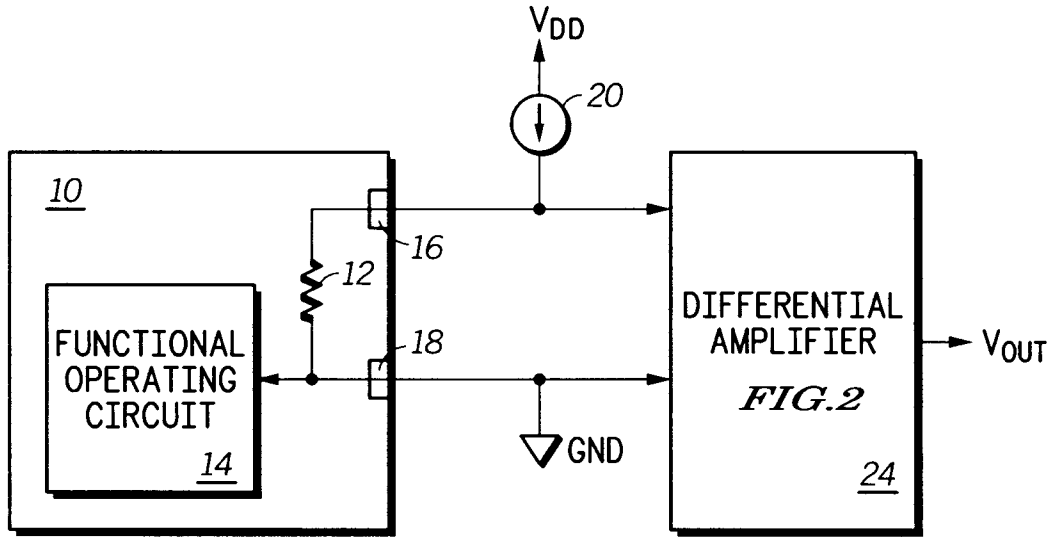 V_DD
20
10
16
12
FUNCTIONAL
OPERATING
CIRCUIT
14
18
GND
DIFFERENTIAL
AMPLIFIER
FIG.2
24
V_OUT